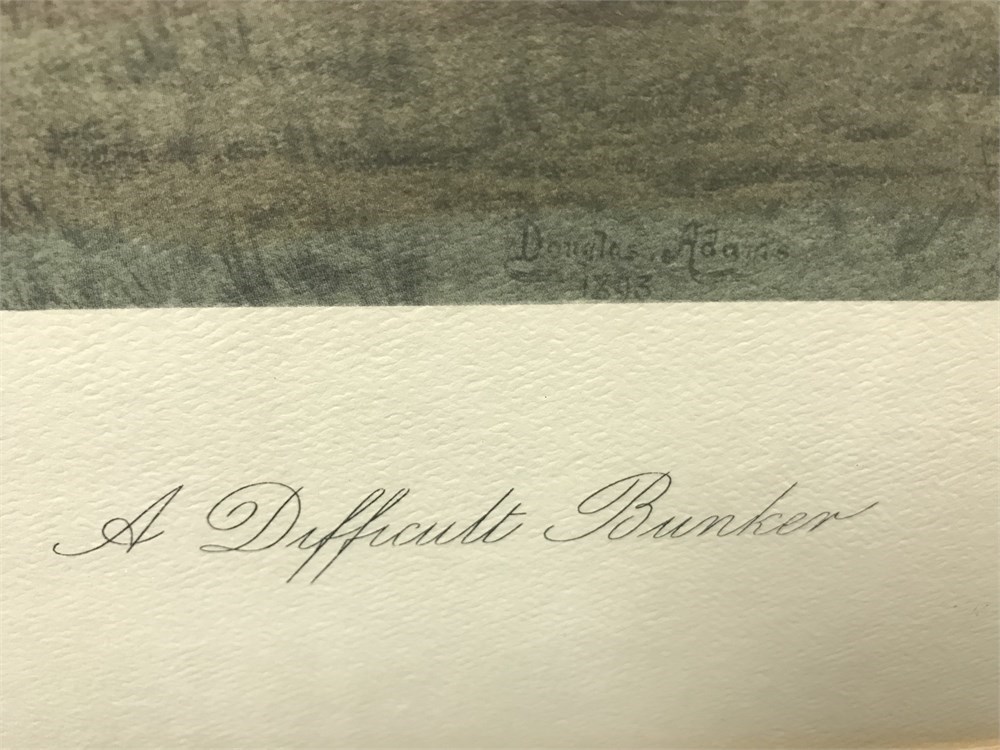 Douglas. Adams
1893
A Difficult Bunker